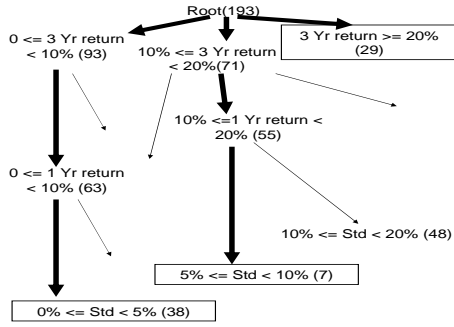 Root(193)
0 <= 3 Yr return
< 10% (93)
10% <= 3 Yr return
< 20%(71)
3 Yr return >= 20%
(29)
10% <=1 Yr return <
20% (55)
0 <= 1 Yr return
< 10% (63)
10% <= Std < 20% (48)
5% <= Std < 10% (7)
0% <= Std < 5% (38)